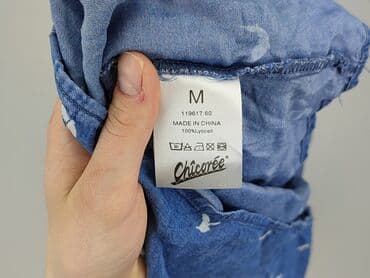 M
119617.60
MADE IN CHINA
100%Lyocell
Chicorée®